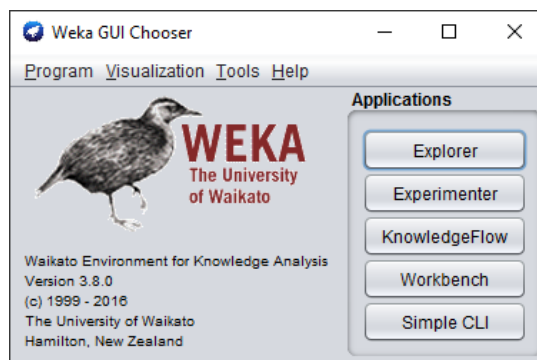 Weka GUI Chooser
Program Visualization Tools Help
Applications
WEKA
The University
of Waikato
Explorer
Experimenter
KnowledgeFlow
Workbench
Simple CLI
Waikato Environment for Knowledge Analysis
Version 3.8.0
(c) 1999 - 2016
The University of Waikato
Hamilton, New Zealand